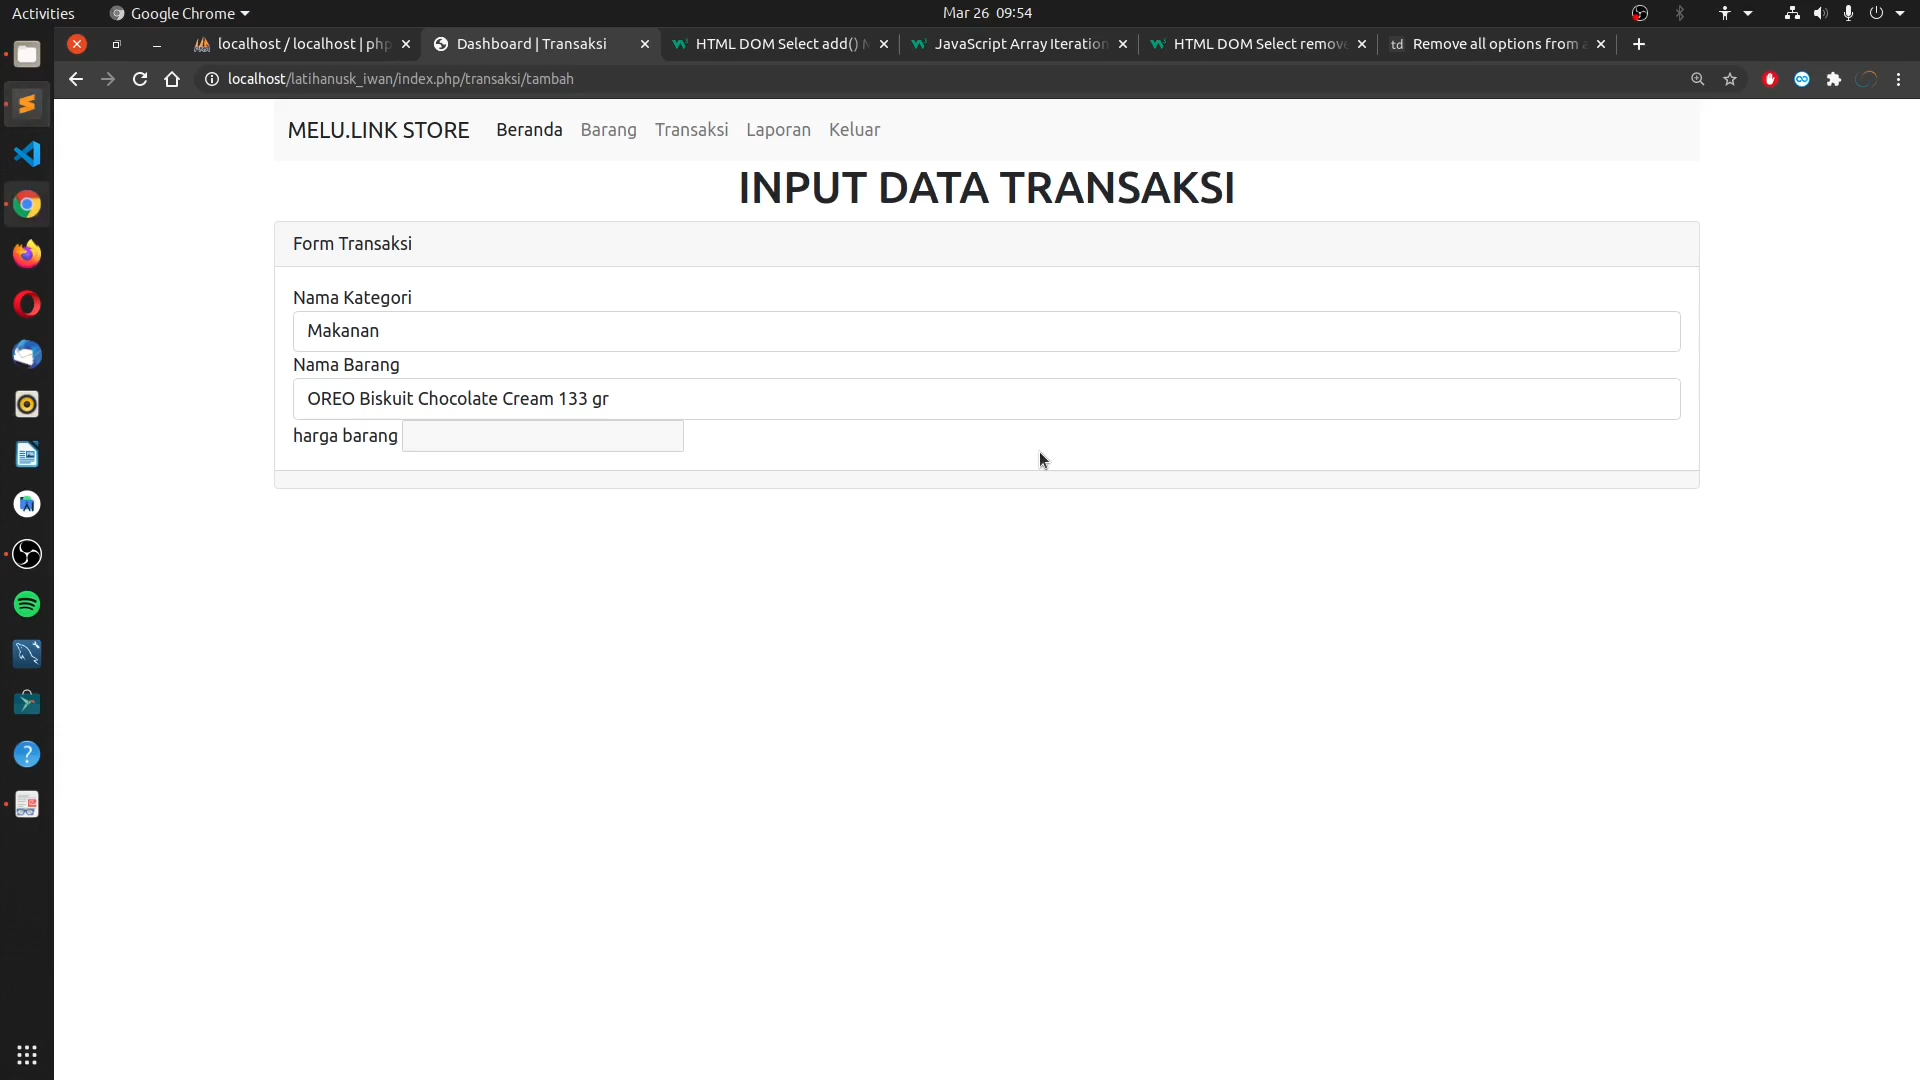 Activities
Google Chrome
Mar 26 09:54
localhost / localhost | php
Dashboard | Transaksi
HTML DOM Select add() M
JavaScript Array Iteration
HTML DOM Select remove
td
Remove all options from a
localhost/latihanusk_iwan/index.php/transaksi/tambah
MELU.LINK STORE
Beranda
Barang
Transaksi
Laporan
Keluar
INPUT DATA TRANSAKSI
Form Transaksi
Nama Kategori
Makanan
Nama Barang
OREO Biskuit Chocolate Cream 133 gr
harga barang